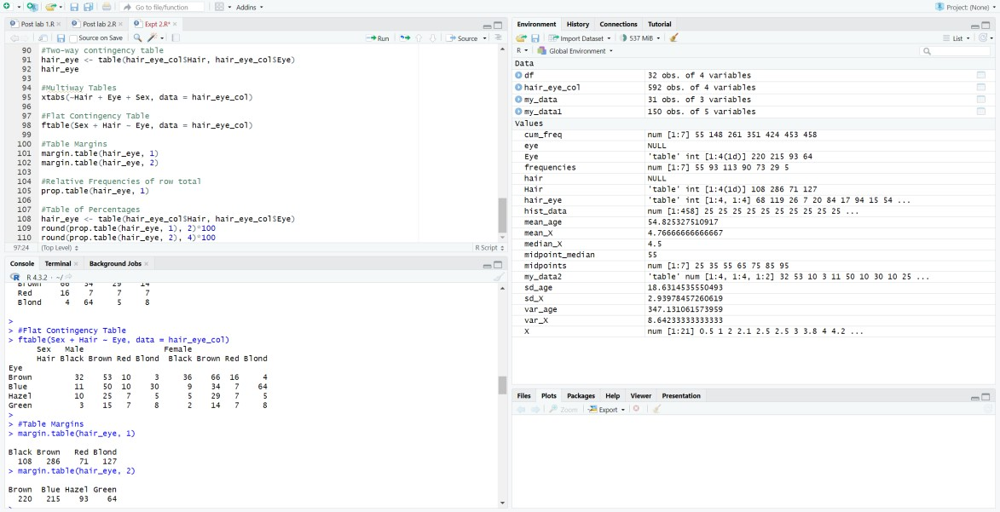 Go to file/function
Addins
Project: (None)
Post lab 1.R
Post lab 2.R
Expt 2.R*
Source on Save
Run
Source
90 #Two-way contingency table
91 hair_eye <- table(hair_eye_col$Hair, hair_eye_col$Eye)
92 hair_eye
93
94 #Multiway Tables
95 xtabs(~Hair + Eye + Sex, data = hair_eye_col)
96
97 #Flat Contingency Table
98 ftable(Sex + Hair ~ Eye, data = hair_eye_col)
99
100 #Table Margins
101 margin.table(hair_eye, 1)
102 margin.table(hair_eye, 2)
103
104 #Relative Frequencies of row total
105 prop.table(hair_eye, 1)
106
107 #Table of Percentages
108 hair_eye <- table(hair_eye_col$Hair, hair_eye_col$Eye)
109 round(prop.table(hair_eye, 1), 2)*100
110 round(prop.table(hair_eye, 2), 4)*100
97:24 (Top Level) R Script
Console Terminal Background Jobs
R 4.3.2 · ~/
Brown 66 34 29 14
Red 16 7 7 7
Blond 4 64 5 8
>
> #Flat Contingency Table
> ftable(Sex + Hair ~ Eye, data = hair_eye_col)
Sex Male Female
Hair Black Brown Red Blond Black Brown Red Blond
Eye
Brown 32 53 10 3 36 66 16 4
Blue 11 50 10 30 9 34 7 64
Hazel 10 25 7 5 5 29 7 5
Green 3 15 7 8 2 14 7 8
>
> #Table Margins
> margin.table(hair_eye, 1)
Black Brown Red Blond
108 286 71 127
> margin.table(hair_eye, 2)
Brown Blue Hazel Green
220 215 93 64
Environment History Connections Tutorial
Import Dataset 537 MiB List
R Global Environment
Data
df 32 obs. of 4 variables
hair_eye_col 592 obs. of 4 variables
my_data 31 obs. of 3 variables
my_data1 150 obs. of 5 variables
Values
cum_freq num [1:7] 55 148 261 351 424 453 458
eye NULL
Eye 'table' int [1:4(1d)] 220 215 93 64
frequencies num [1:7] 55 93 113 90 73 29 5
hair NULL
Hair 'table' int [1:4(1d)] 108 286 71 127
hair_eye 'table' int [1:4, 1:4] 68 119 26 7 20 84 17 94 15 54 ...
hist_data num [1:458] 25 25 25 25 25 25 25 25 25 25 ...
mean_age 54.825327510917
mean_X 4.76666666666667
median_X 4.5
midpoint_median 55
midpoints num [1:7] 25 35 55 65 75 85 95
my_data2 'table' num [1:4, 1:4, 1:2] 32 53 10 3 11 50 10 30 10 25 ...
sd_age 18.6314535550493
sd_X 2.93978457260619
var_age 347.131061573959
var_X 8.64233333333333
X num [1:21] 0.5 1 2 2.1 2.5 2.5 3 3.8 4 4.2 ...
Files Plots Packages Help Viewer Presentation
Zoom Export